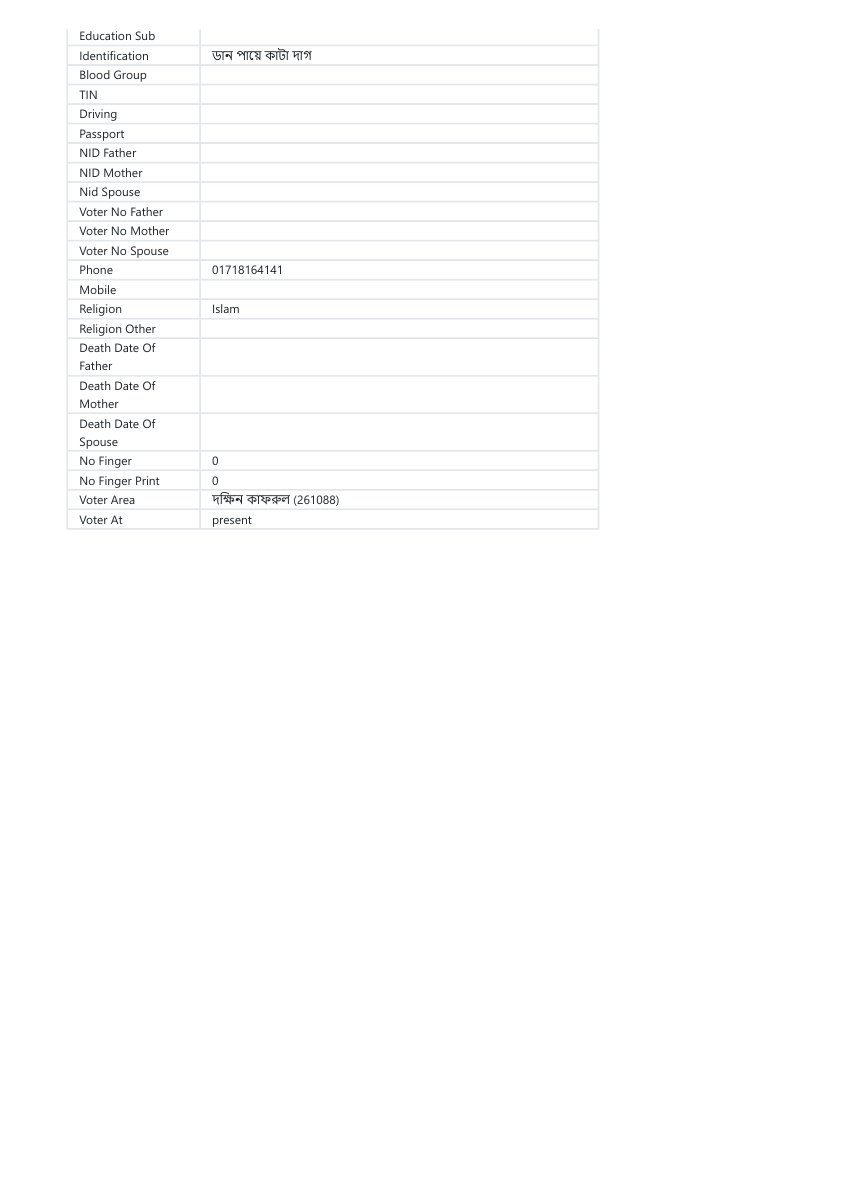 Education Sub
Identification ডান পায়ে কাটা দাগ
Blood Group
TIN
Driving
Passport
NID Father
NID Mother
Nid Spouse
Voter No Father
Voter No Mother
Voter No Spouse
Phone 01718164141
Mobile
Religion Islam
Religion Other
Death Date Of
Father
Death Date Of
Mother
Death Date Of
Spouse
No Finger 0
No Finger Print 0
Voter Area দক্ষিন কাফরুল (261088)
Voter At present